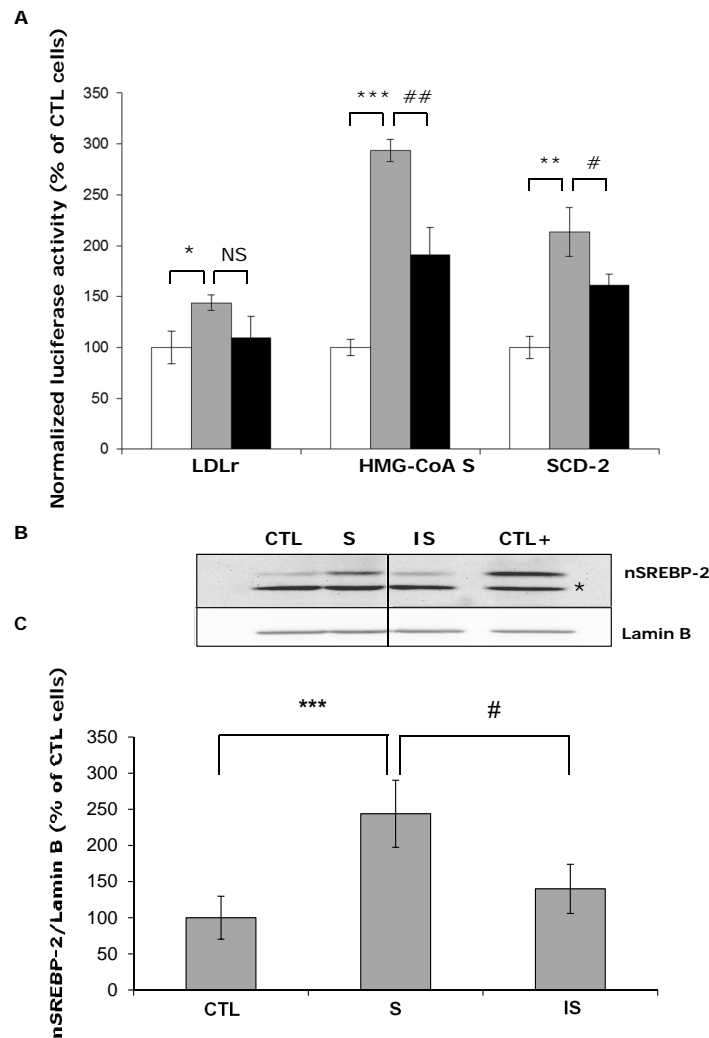 A
Normalized luciferase activity (% of CTL cells)
350
300
250
200
150
100
50
0
* NS
*** ##
** #
LDLr HMG-CoA S SCD-2
B
CTL S IS CTL+
nSREBP-2
*
Lamin B
C
nSREBP-2/Lamin B (% of CTL cells)
350
300
250
200
150
100
50
0
*** #
CTL S IS